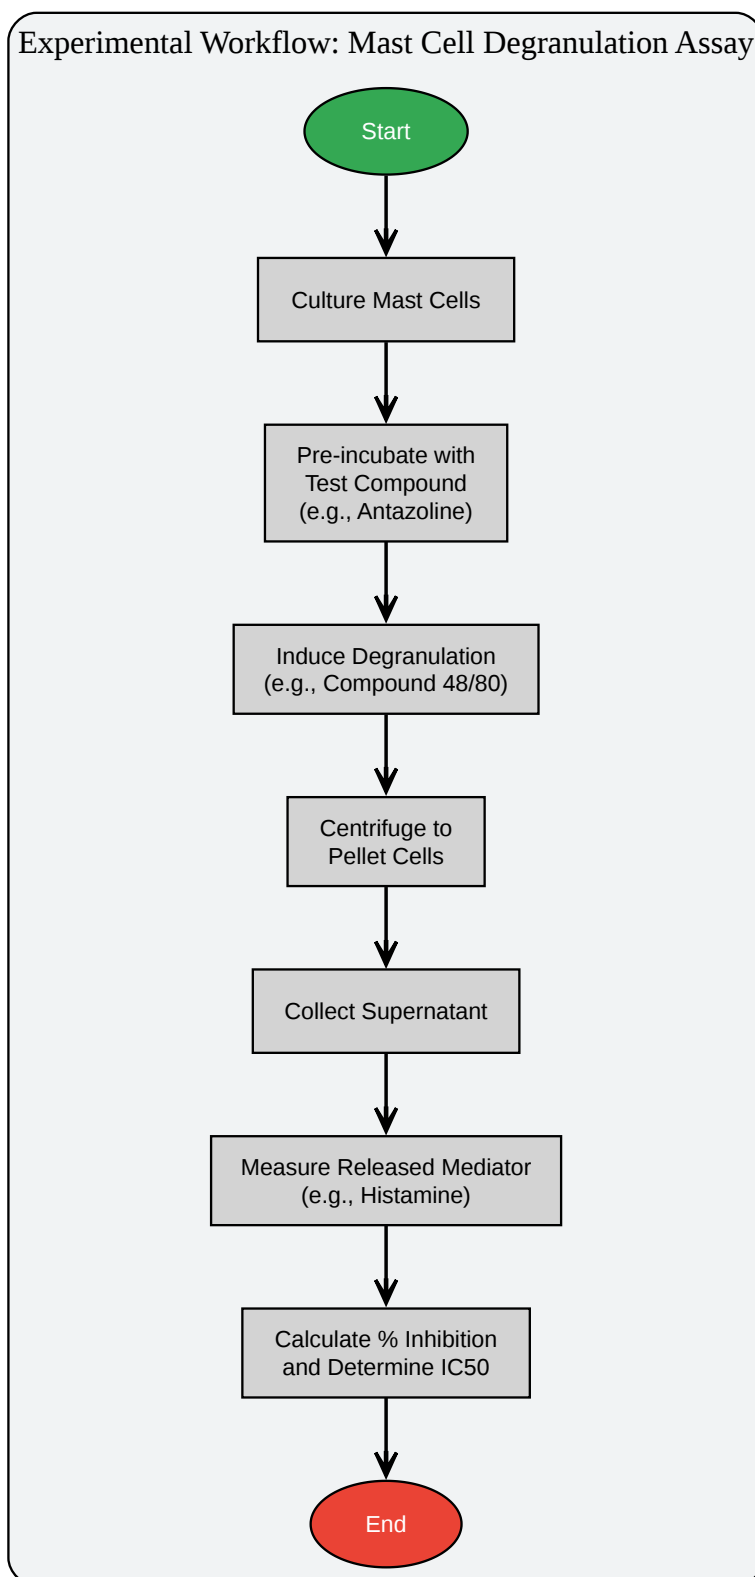 Experimental Workflow: Mast Cell Degranulation Assay
Start
Culture Mast Cells
Pre-incubate with
Test Compound
(e.g., Antazoline)
Induce Degranulation
(e.g., Compound 48/80)
Centrifuge to
Pellet Cells
Collect Supernatant
Measure Released Mediator
(e.g., Histamine)
Calculate % Inhibition
and Determine IC50
End